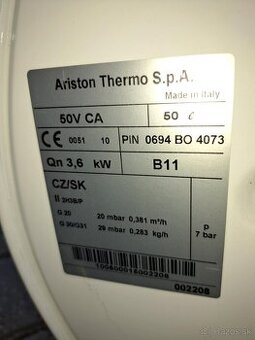 Ariston Thermo S.p.A.
Made in Italy
50V CA 50 ℓ
CE 0051 10 PIN 0694 BO 4073
Qn 3,6 kW B11
CZ/SK
II 2H3B/P
G 20 20 mbar 0,381 m³/h
G 30/G31 29 mbar 0,283 kg/h
p
7 bar
002208